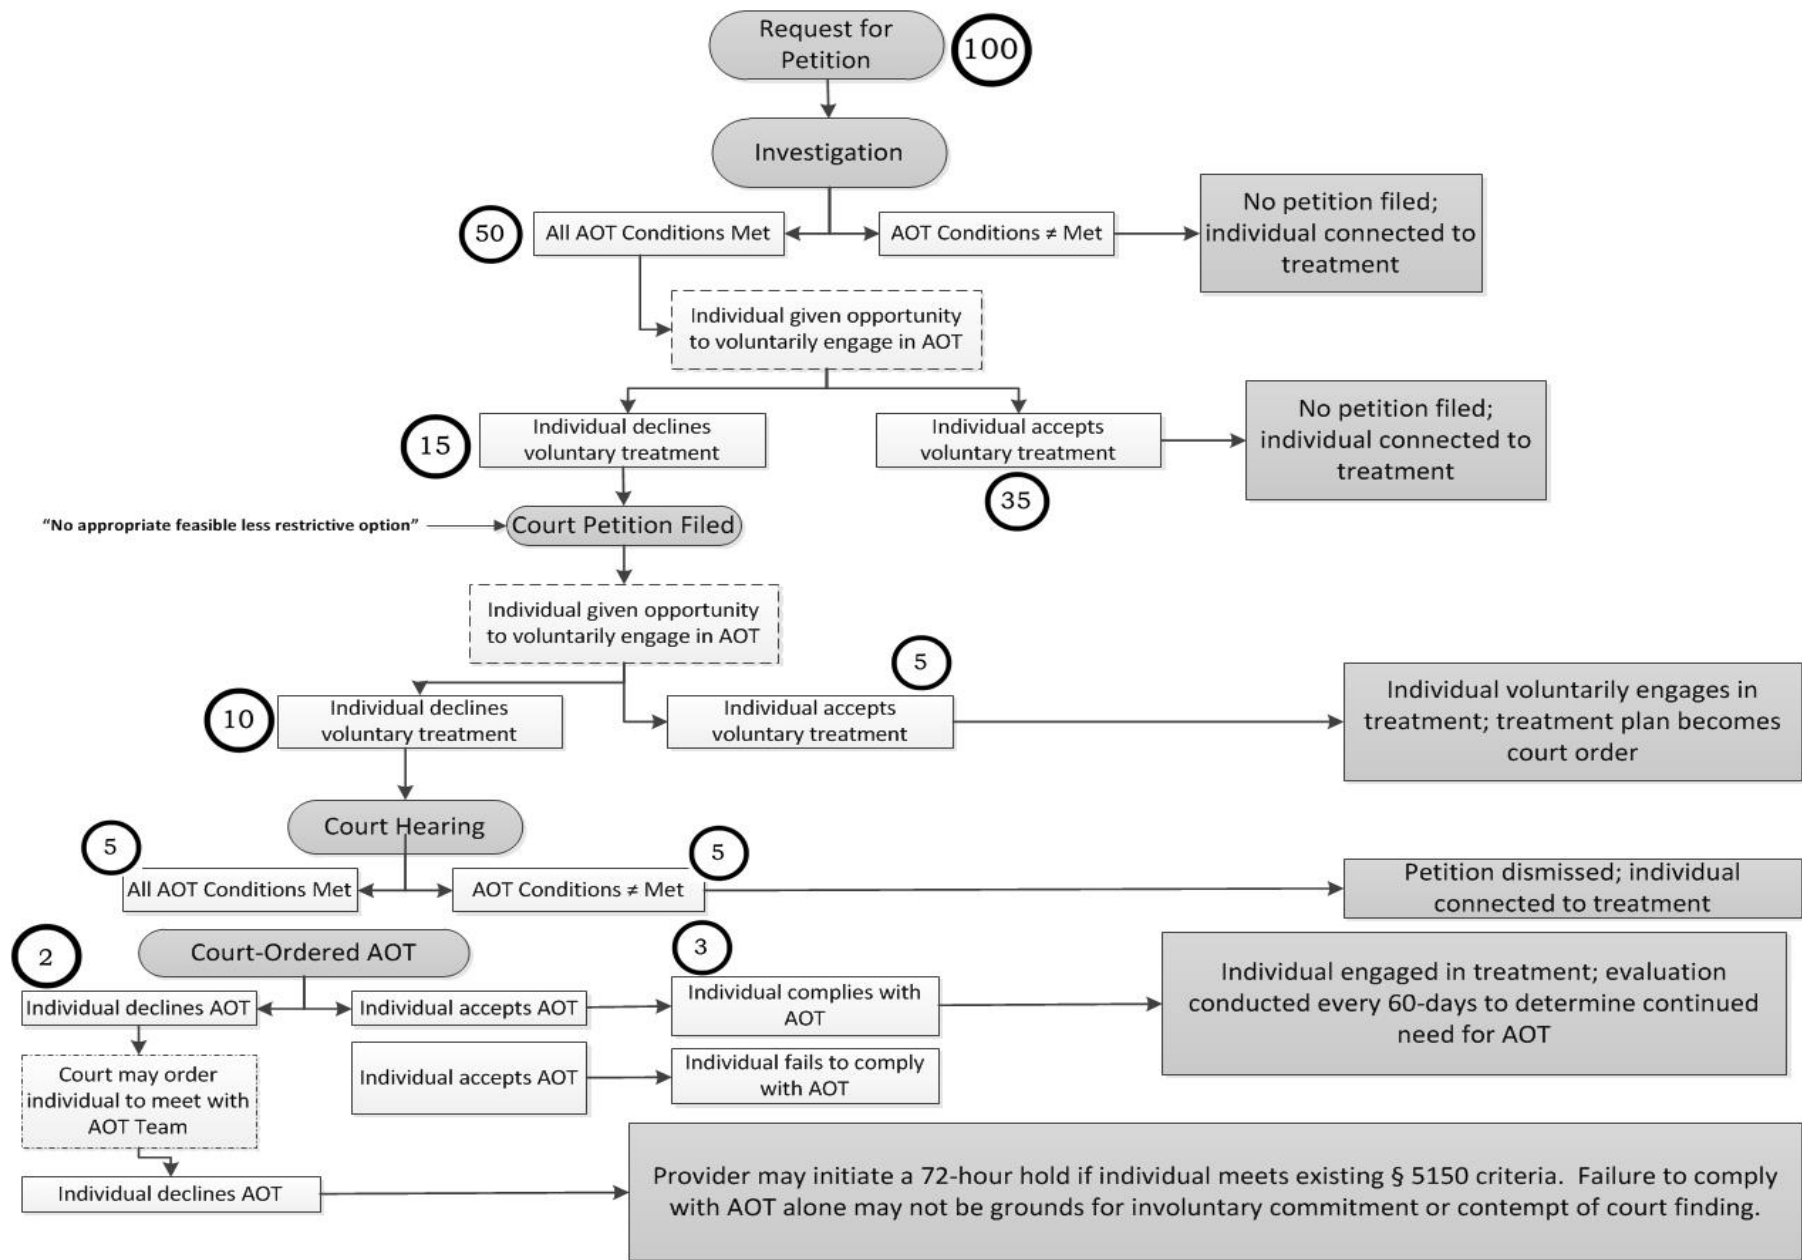 Request for
Petition
100
Investigation
50
All AOT Conditions Met
AOT Conditions ≠ Met
No petition filed;
individual connected to
treatment
Individual given opportunity
to voluntarily engage in AOT
15
Individual declines
voluntary treatment
Individual accepts
voluntary treatment
35
No petition filed;
individual connected to
treatment
“No appropriate feasible less restrictive option”
Court Petition Filed
Individual given opportunity
to voluntarily engage in AOT
10
Individual declines
voluntary treatment
5
Individual accepts
voluntary treatment
Individual voluntarily engages in
treatment; treatment plan becomes
court order
Court Hearing
5
All AOT Conditions Met
5
AOT Conditions ≠ Met
Petition dismissed; individual
connected to treatment
2
Court-Ordered AOT
3
Individual declines AOT
Individual accepts AOT
Individual complies with
AOT
Individual engaged in treatment; evaluation
conducted every 60-days to determine continued
need for AOT
Court may order
individual to meet with
AOT Team
Individual accepts AOT
Individual fails to comply
with AOT
Individual declines AOT
Provider may initiate a 72-hour hold if individual meets existing § 5150 criteria.  Failure to comply
with AOT alone may not be grounds for involuntary commitment or contempt of court finding.